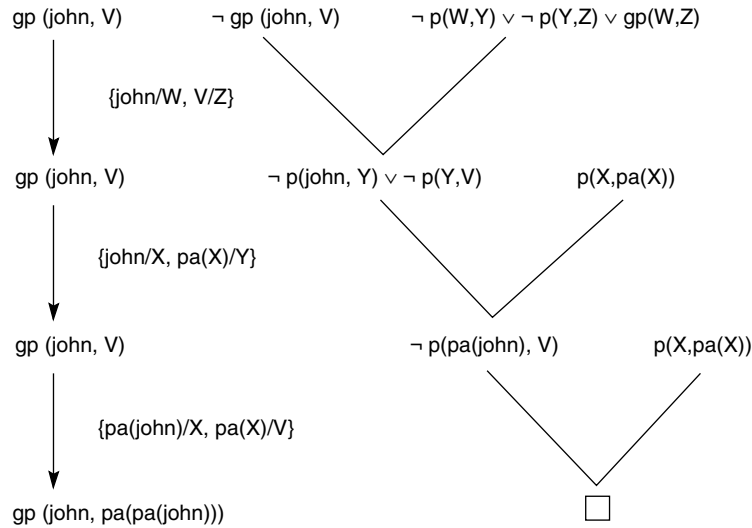 gp (john, V) ¬ gp (john, V) ¬ p(W,Y) ∨ ¬ p(Y,Z) ∨ gp(W,Z)
{john/W, V/Z}
gp (john, V) ¬ p(john, Y) ∨ ¬ p(Y,V) p(X,pa(X))
{john/X, pa(X)/Y}
gp (john, V) ¬ p(pa(john), V) p(X,pa(X))
{pa(john)/X, pa(X)/V}
gp (john, pa(pa(john)))